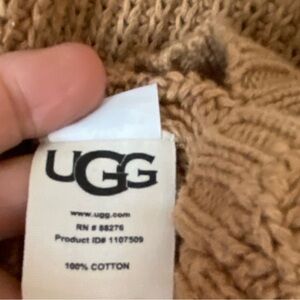 UGG
www.ugg.com
RN # 88276
Product ID# 1107509
100% COTTON